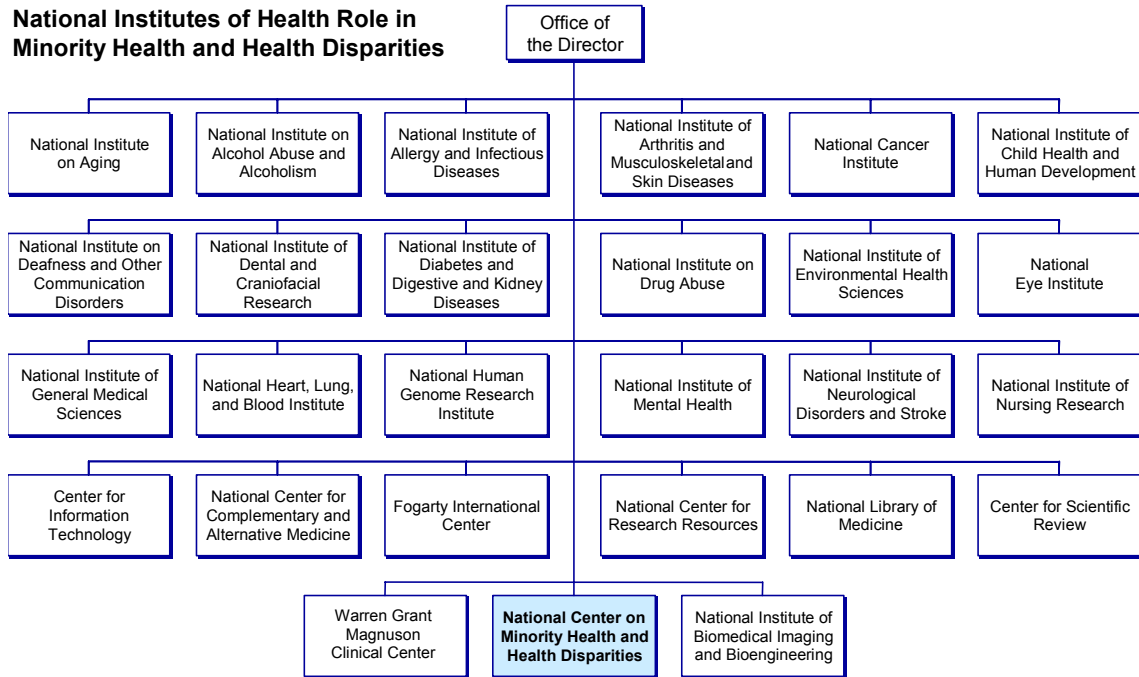 National Institutes of Health Role in
Minority Health and Health Disparities
Office of
the Director
National Institute
on Aging
National Institute on
Alcohol Abuse and
Alcoholism
National Institute of
Allergy and Infectious
Diseases
National Institute of
Arthritis and
Musculoskeletal and
Skin Diseases
National Cancer
Institute
National Institute of
Child Health and
Human Development
National Institute on
Deafness and Other
Communication
Disorders
National Institute of
Dental and
Craniofacial
Research
National Institute of
Diabetes and
Digestive and Kidney
Diseases
National Institute on
Drug Abuse
National Institute of
Environmental Health
Sciences
National
Eye Institute
National Institute of
General Medical
Sciences
National Heart, Lung,
and Blood Institute
National Human
Genome Research
Institute
National Institute of
Mental Health
National Institute of
Neurological
Disorders and Stroke
National Institute of
Nursing Research
Center for
Information
Technology
National Center for
Complementary and
Alternative Medicine
Fogarty International
Center
National Center for
Research Resources
National Library of
Medicine
Center for Scientific
Review
Warren Grant
Magnuson
Clinical Center
National Center on
Minority Health and
Health Disparities
National Institute of
Biomedical Imaging
and Bioengineering